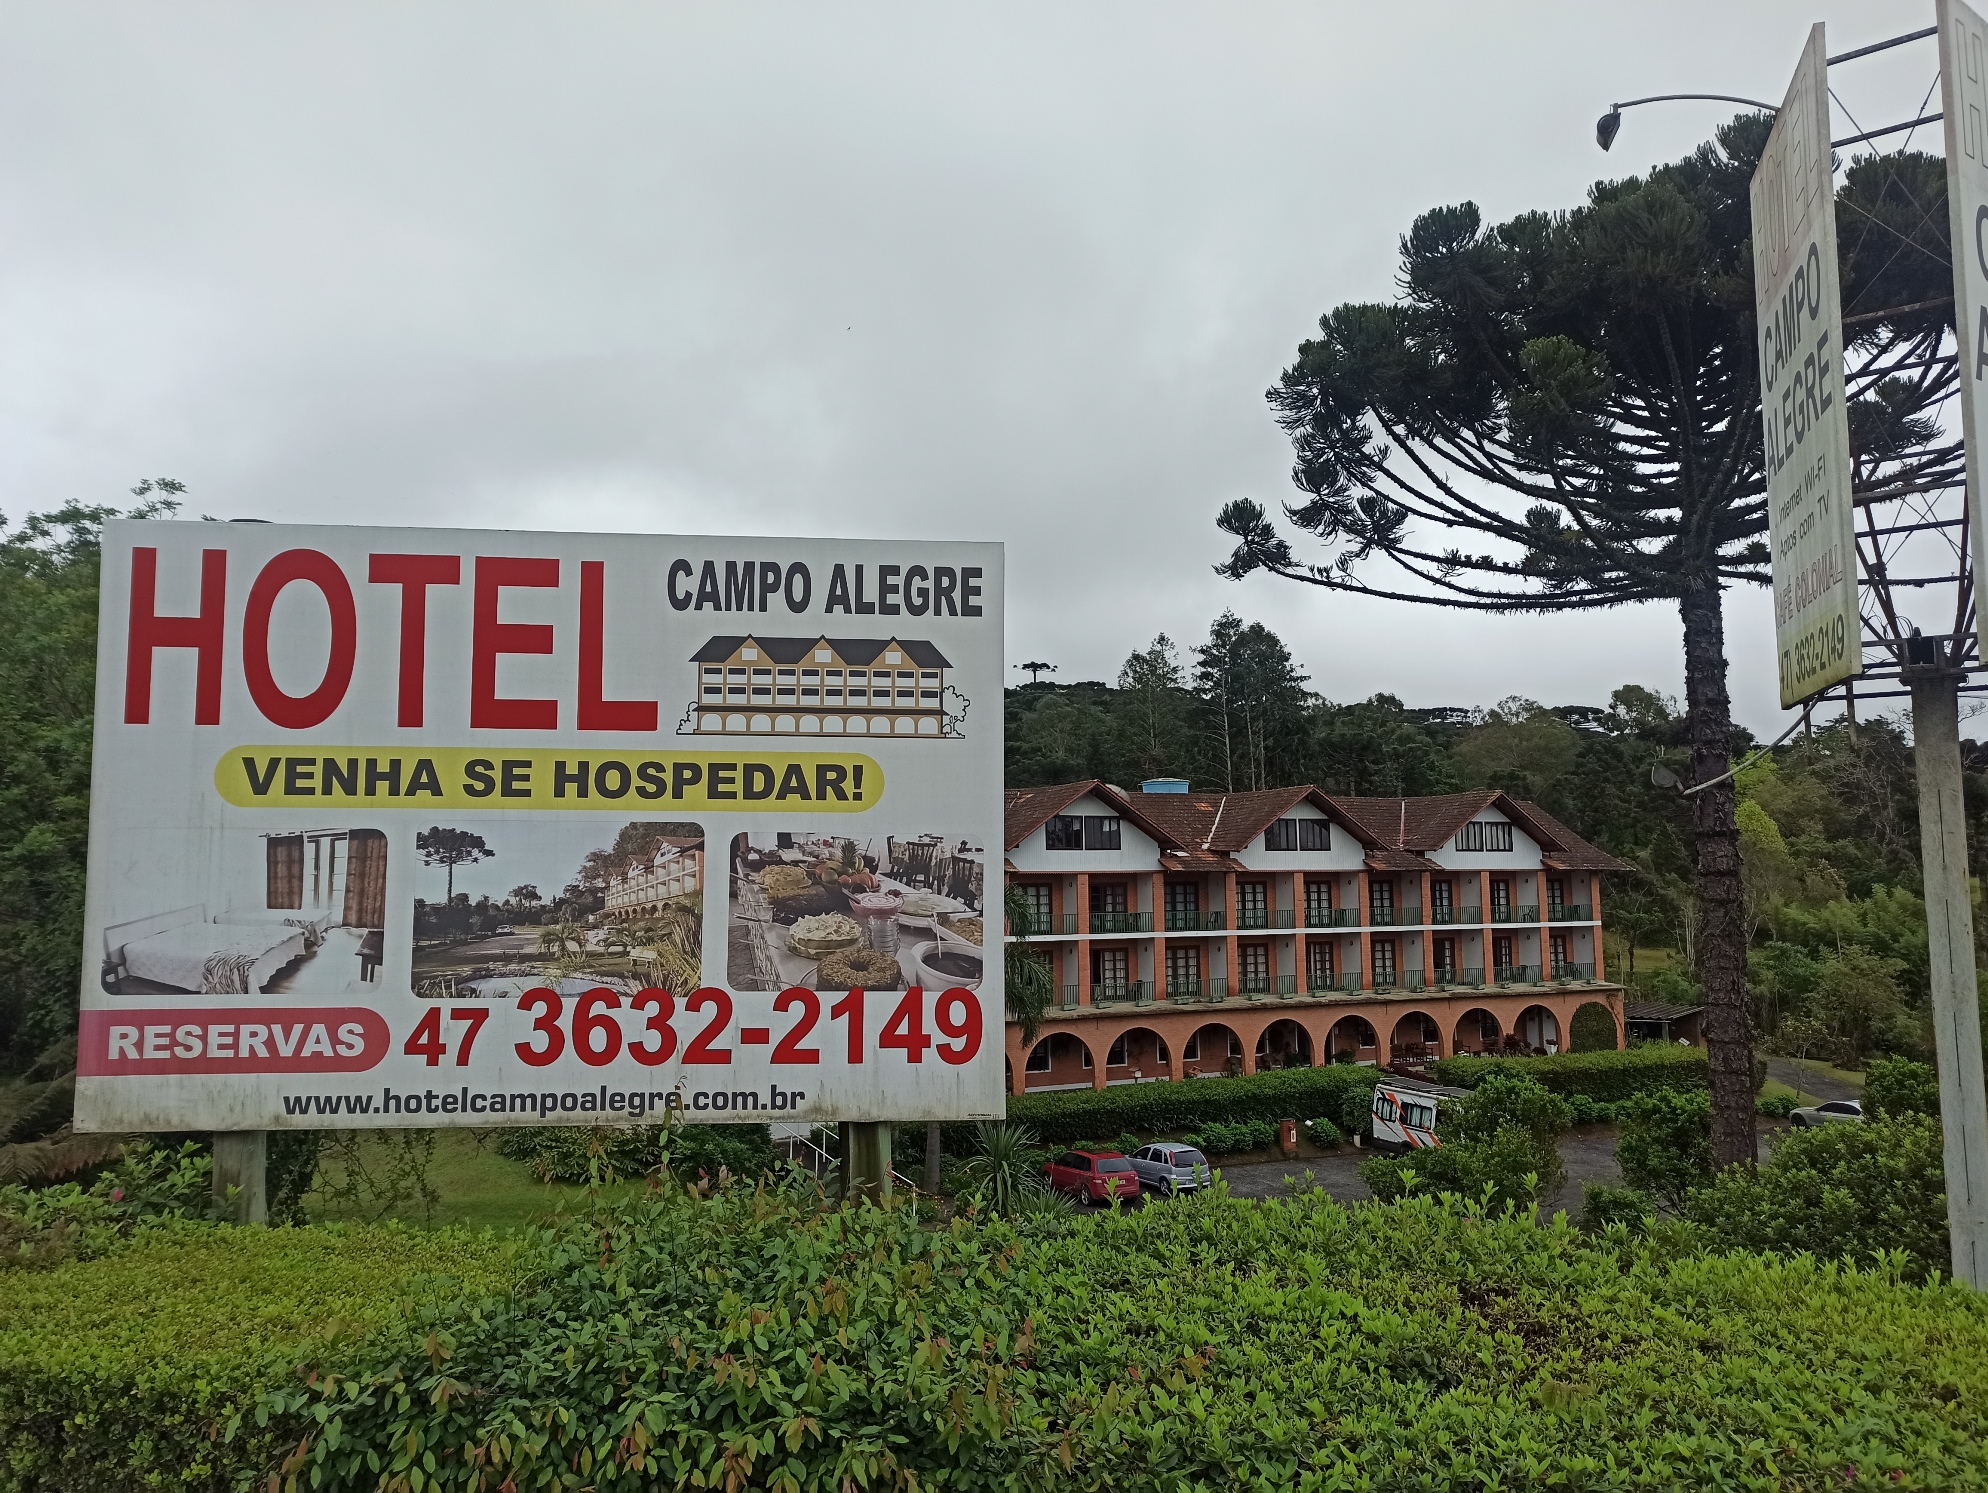 HOTEL
CAMPO ALEGRE
VENHA SE HOSPEDAR!
RESERVAS 47 3632-2149
www.hotelcampoalegre.com.br
HOTEL
CAMPO
ALEGRE
Internet Wi-Fi
Aptos com TV
CAFÉ COLONIAL
(47) 3632-2149